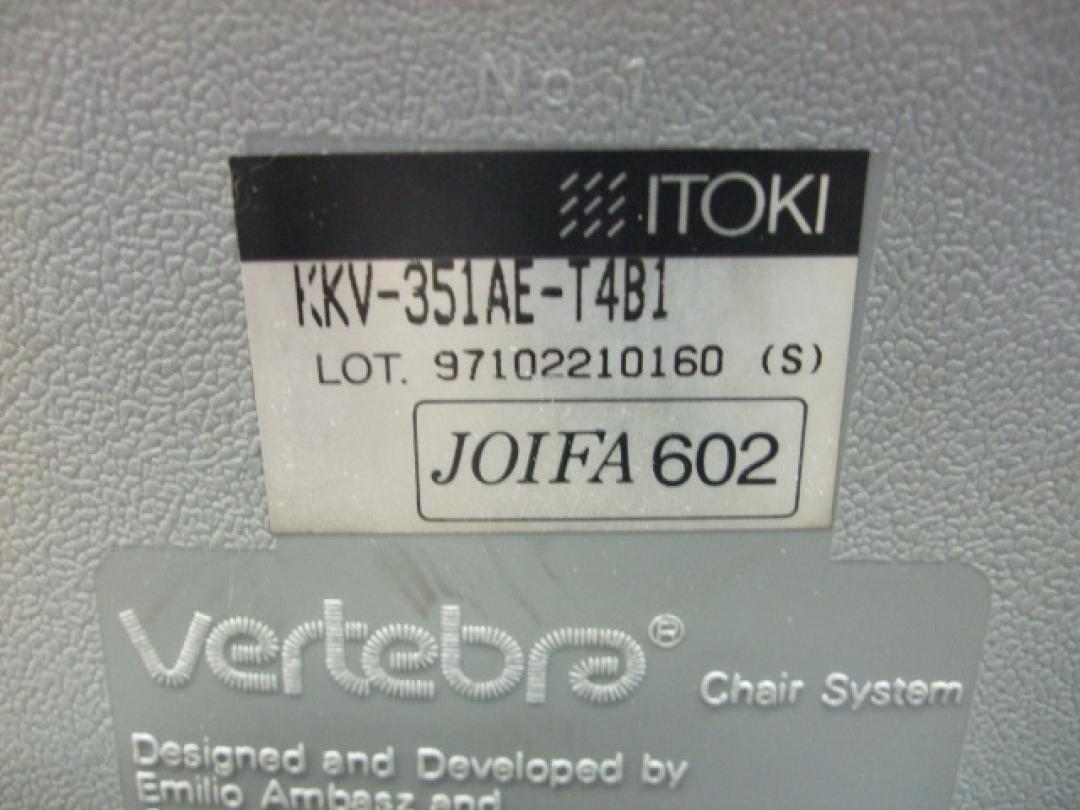 No.1
ITOKI
KKV-351AE-T4B1
LOT. 97102210160 (S)
JOIFA 602
vertebra® Chair System
Designed and Developed by
Emilio Ambasz and